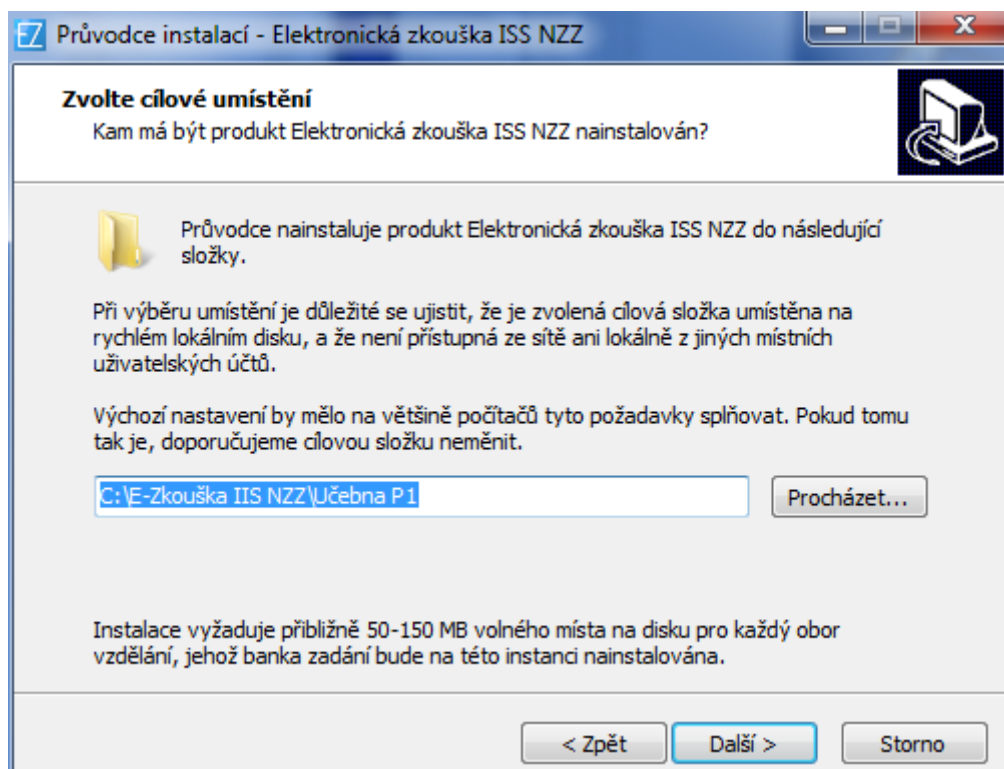 EZ Průvodce instalací - Elektronická zkouška ISS NZZ
Zvolte cílové umístění
Kam má být produkt Elektronická zkouška ISS NZZ nainstalován?
Průvodce nainstaluje produkt Elektronická zkouška ISS NZZ do následující
složky.
Při výběru umístění je důležité se ujistit, že je zvolená cílová složka umístěna na
rychlém lokálním disku, a že není přístupná ze sítě ani lokálně z jiných místních
uživatelských účtů.
Výchozí nastavení by mělo na většině počítačů tyto požadavky splňovat. Pokud tomu
tak je, doporučujeme cílovou složku neměnit.
C:\E-Zkouška IIS NZZ\Učebna P1
Procházet...
Instalace vyžaduje přibližně 50-150 MB volného místa na disku pro každý obor
vzdělání, jehož banka zadání bude na této instanci nainstalována.
< Zpět
Další >
Storno